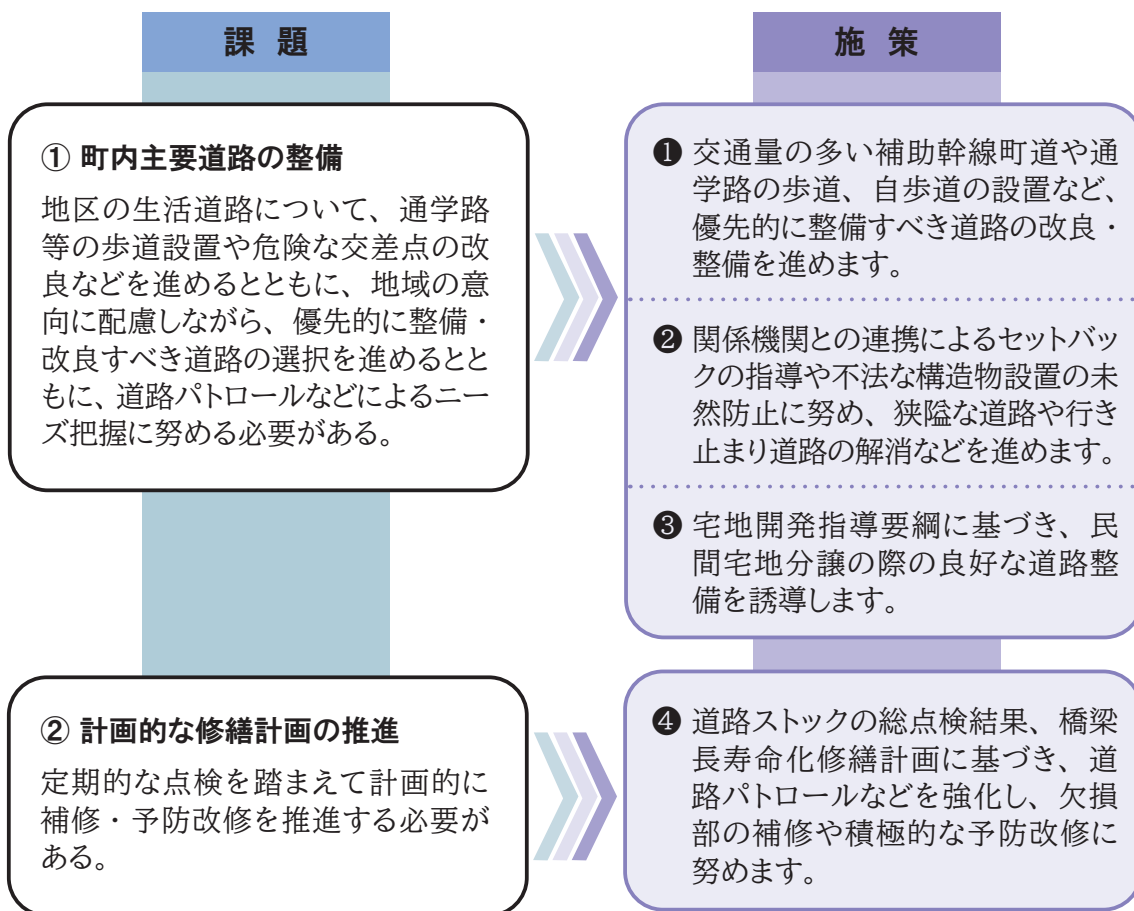 課題
施策
① 町内主要道路の整備
地区の生活道路について、通学路
等の歩道設置や危険な交差点の改
良などを進めるとともに、地域の意
向に配慮しながら、優先的に整備・
改良すべき道路の選択を進めるとと
もに、道路パトロールなどによるニー
ズ把握に努める必要がある。
❶ 交通量の多い補助幹線町道や通
学路の歩道、自歩道の設置など、
優先的に整備すべき道路の改良・
整備を進めます。
❷ 関係機関との連携によるセットバッ
クの指導や不法な構造物設置の未
然防止に努め、狭隘な道路や行き
止まり道路の解消などを進めます。
❸ 宅地開発指導要綱に基づき、民
間宅地分譲の際の良好な道路整
備を誘導します。
② 計画的な修繕計画の推進
定期的な点検を踏まえて計画的に
補修・予防改修を推進する必要が
ある。
❹ 道路ストックの総点検結果、橋梁
長寿命化修繕計画に基づき、道
路パトロールなどを強化し、欠損
部の補修や積極的な予防改修に
努めます。